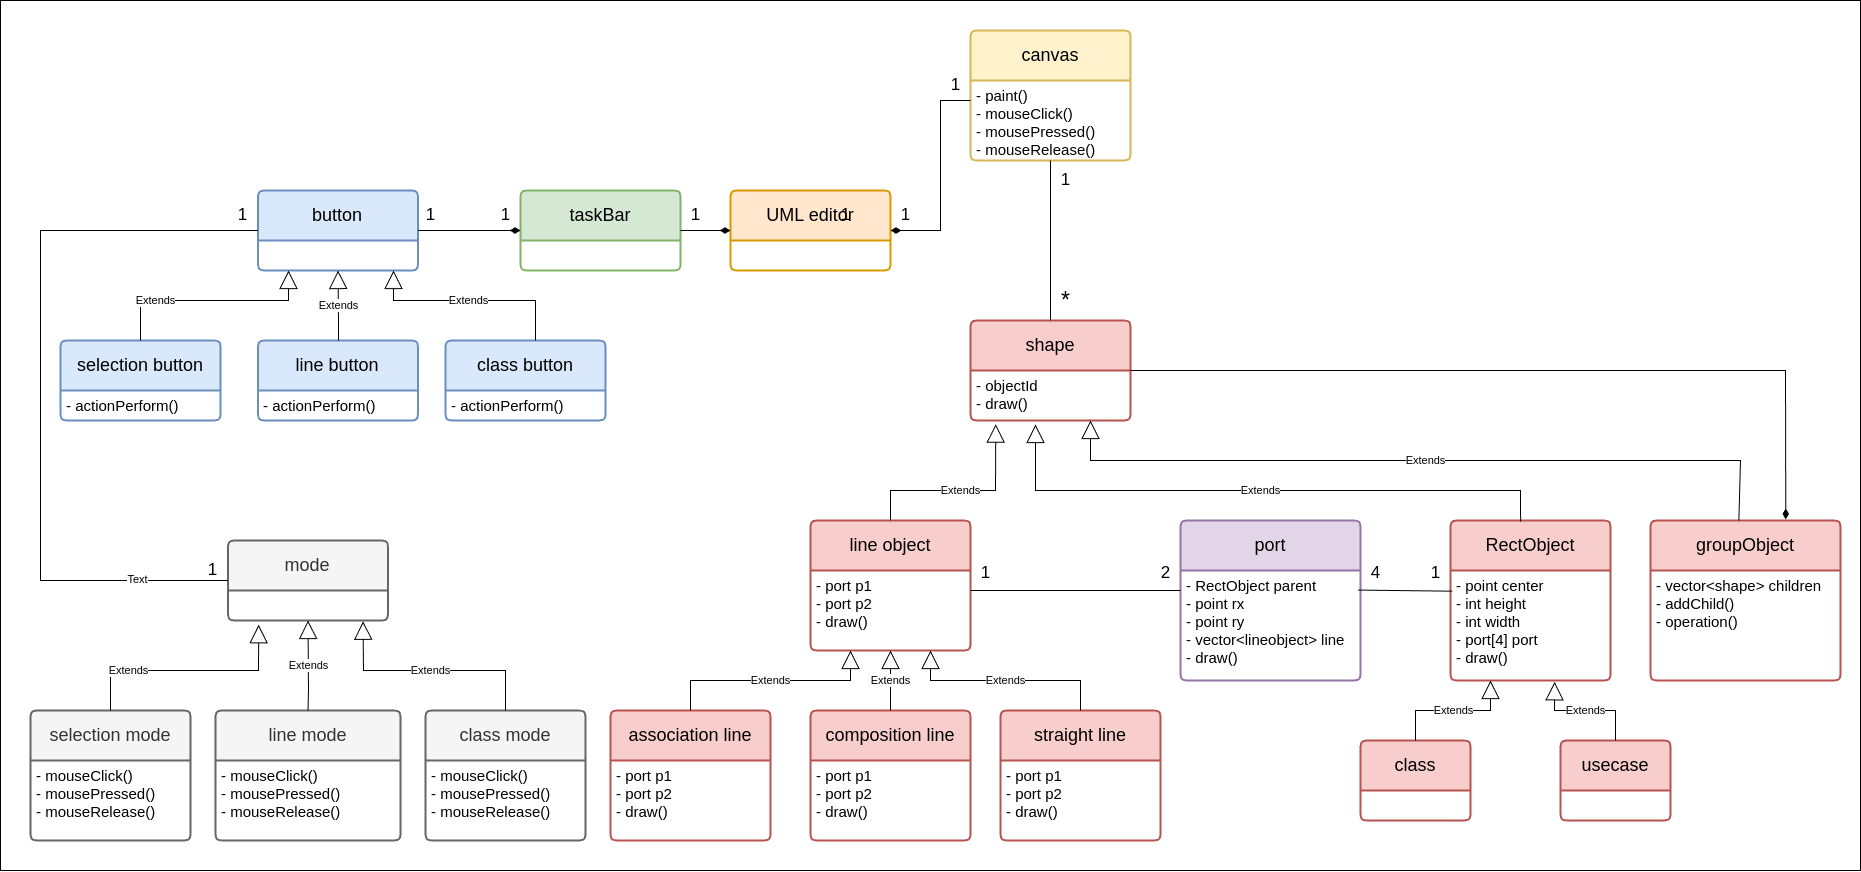 canvas
- paint()
- mouseClick()
- mousePressed()
- mouseRelease()
1
1
*
button
1
1
1
taskBar
1
UML editor
1
1
Extends
Extends
Extends
selection button
- actionPerform()
line button
- actionPerform()
class button
- actionPerform()
shape
- objectId
- draw()
Extends
Extends
Extends
mode
1
Text
Extends
Extends
Extends
selection mode
- mouseClick()
- mousePressed()
- mouseRelease()
line mode
- mouseClick()
- mousePressed()
- mouseRelease()
class mode
- mouseClick()
- mousePressed()
- mouseRelease()
line object
- port p1
- port p2
- draw()
1
2
port
- RectObject parent
- point rx
- point ry
- vector<lineobject> line
- draw()
4
1
RectObject
- point center
- int height
- int width
- port[4] port
- draw()
groupObject
- vector<shape> children
- addChild()
- operation()
Extends
Extends
Extends
association line
- port p1
- port p2
- draw()
composition line
- port p1
- port p2
- draw()
straight line
- port p1
- port p2
- draw()
Extends
Extends
class
usecase